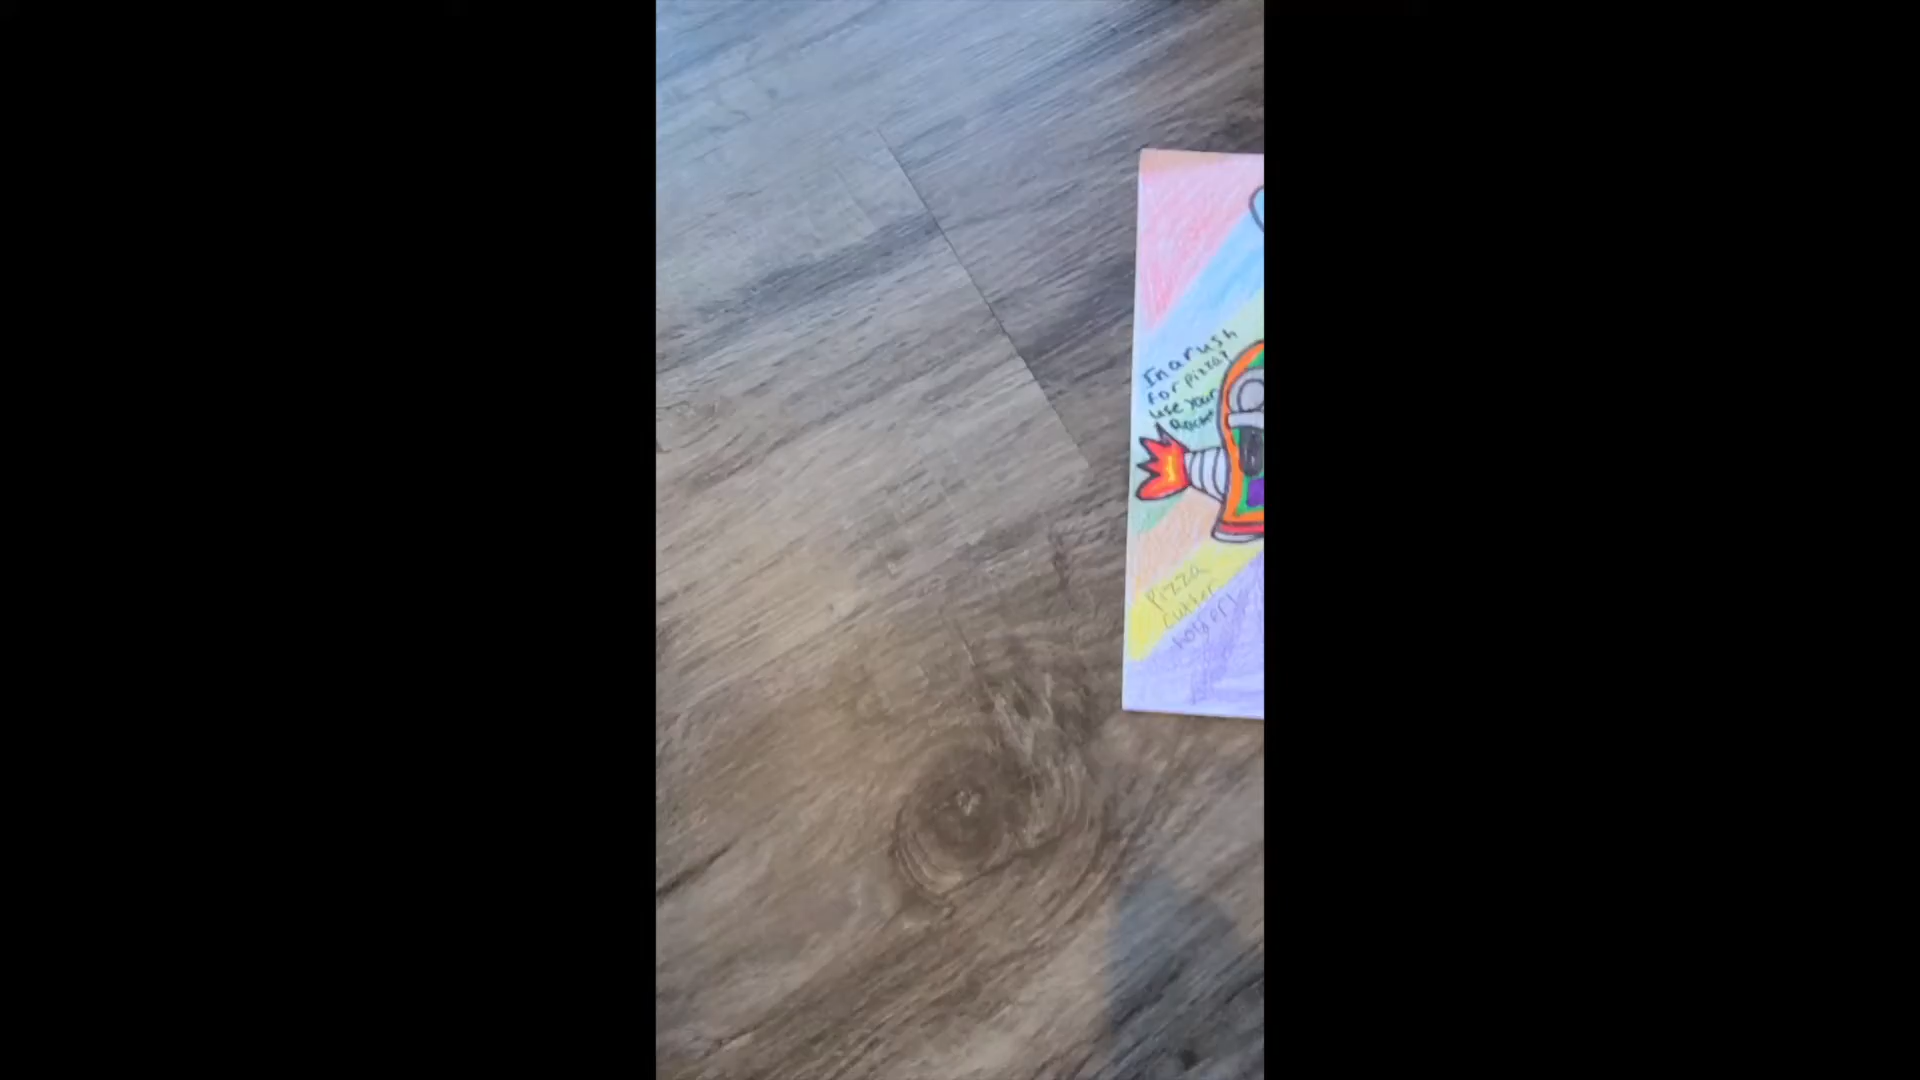 In a rush
For pizza?
Use Your
Rocket
Pizza
Cutter